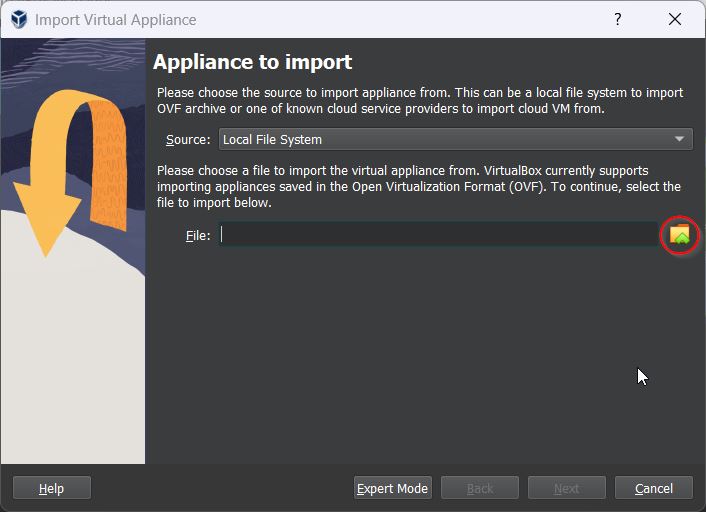 Import Virtual Appliance
?
Appliance to import
Please choose the source to import appliance from. This can be a local file system to import
OVF archive or one of known cloud service providers to import cloud VM from.
Source: Local File System
Please choose a file to import the virtual appliance from. VirtualBox currently supports
importing appliances saved in the Open Virtualization Format (OVF). To continue, select the
file to import below.
File:
Help Expert Mode Back Next Cancel